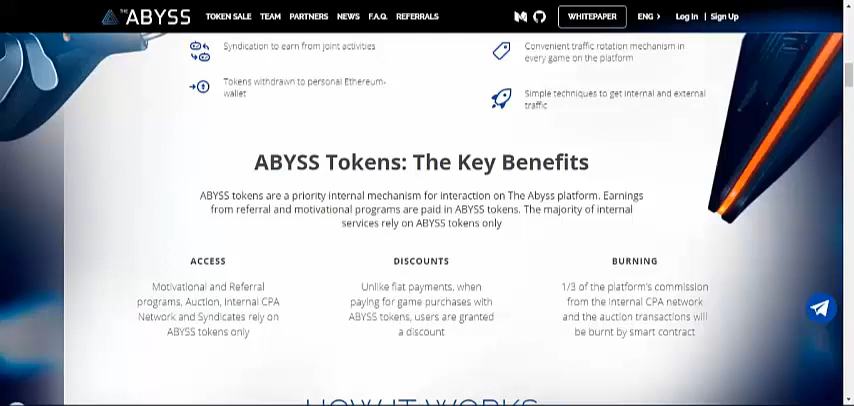 THE ABYSS TOKEN SALE TEAM PARTNERS NEWS F.A.Q. REFERRALS WHITEPAPER ENG Log In | Sign Up
Syndication to earn from joint activities
Tokens withdrawn to personal Ethereum-
wallet
Convenient traffic rotation mechanism in
every game on the platform
Simple techniques to get internal and external
traffic
ABYSS Tokens: The Key Benefits
ABYSS tokens are a priority internal mechanism for interaction on The Abyss platform. Earnings
from referral and motivational programs are paid in ABYSS tokens. The majority of internal
services rely on ABYSS tokens only
ACCESS
Motivational and Referral
programs, Auction, Internal CPA
Network and Syndicates rely on
ABYSS tokens only
DISCOUNTS
Unlike fiat payments, when
paying for game purchases with
ABYSS tokens, users are granted
a discount
BURNING
1/3 of the platform's commission
from the Internal CPA network
and the auction transactions will
be burnt by smart contract
HOW IT WORKS